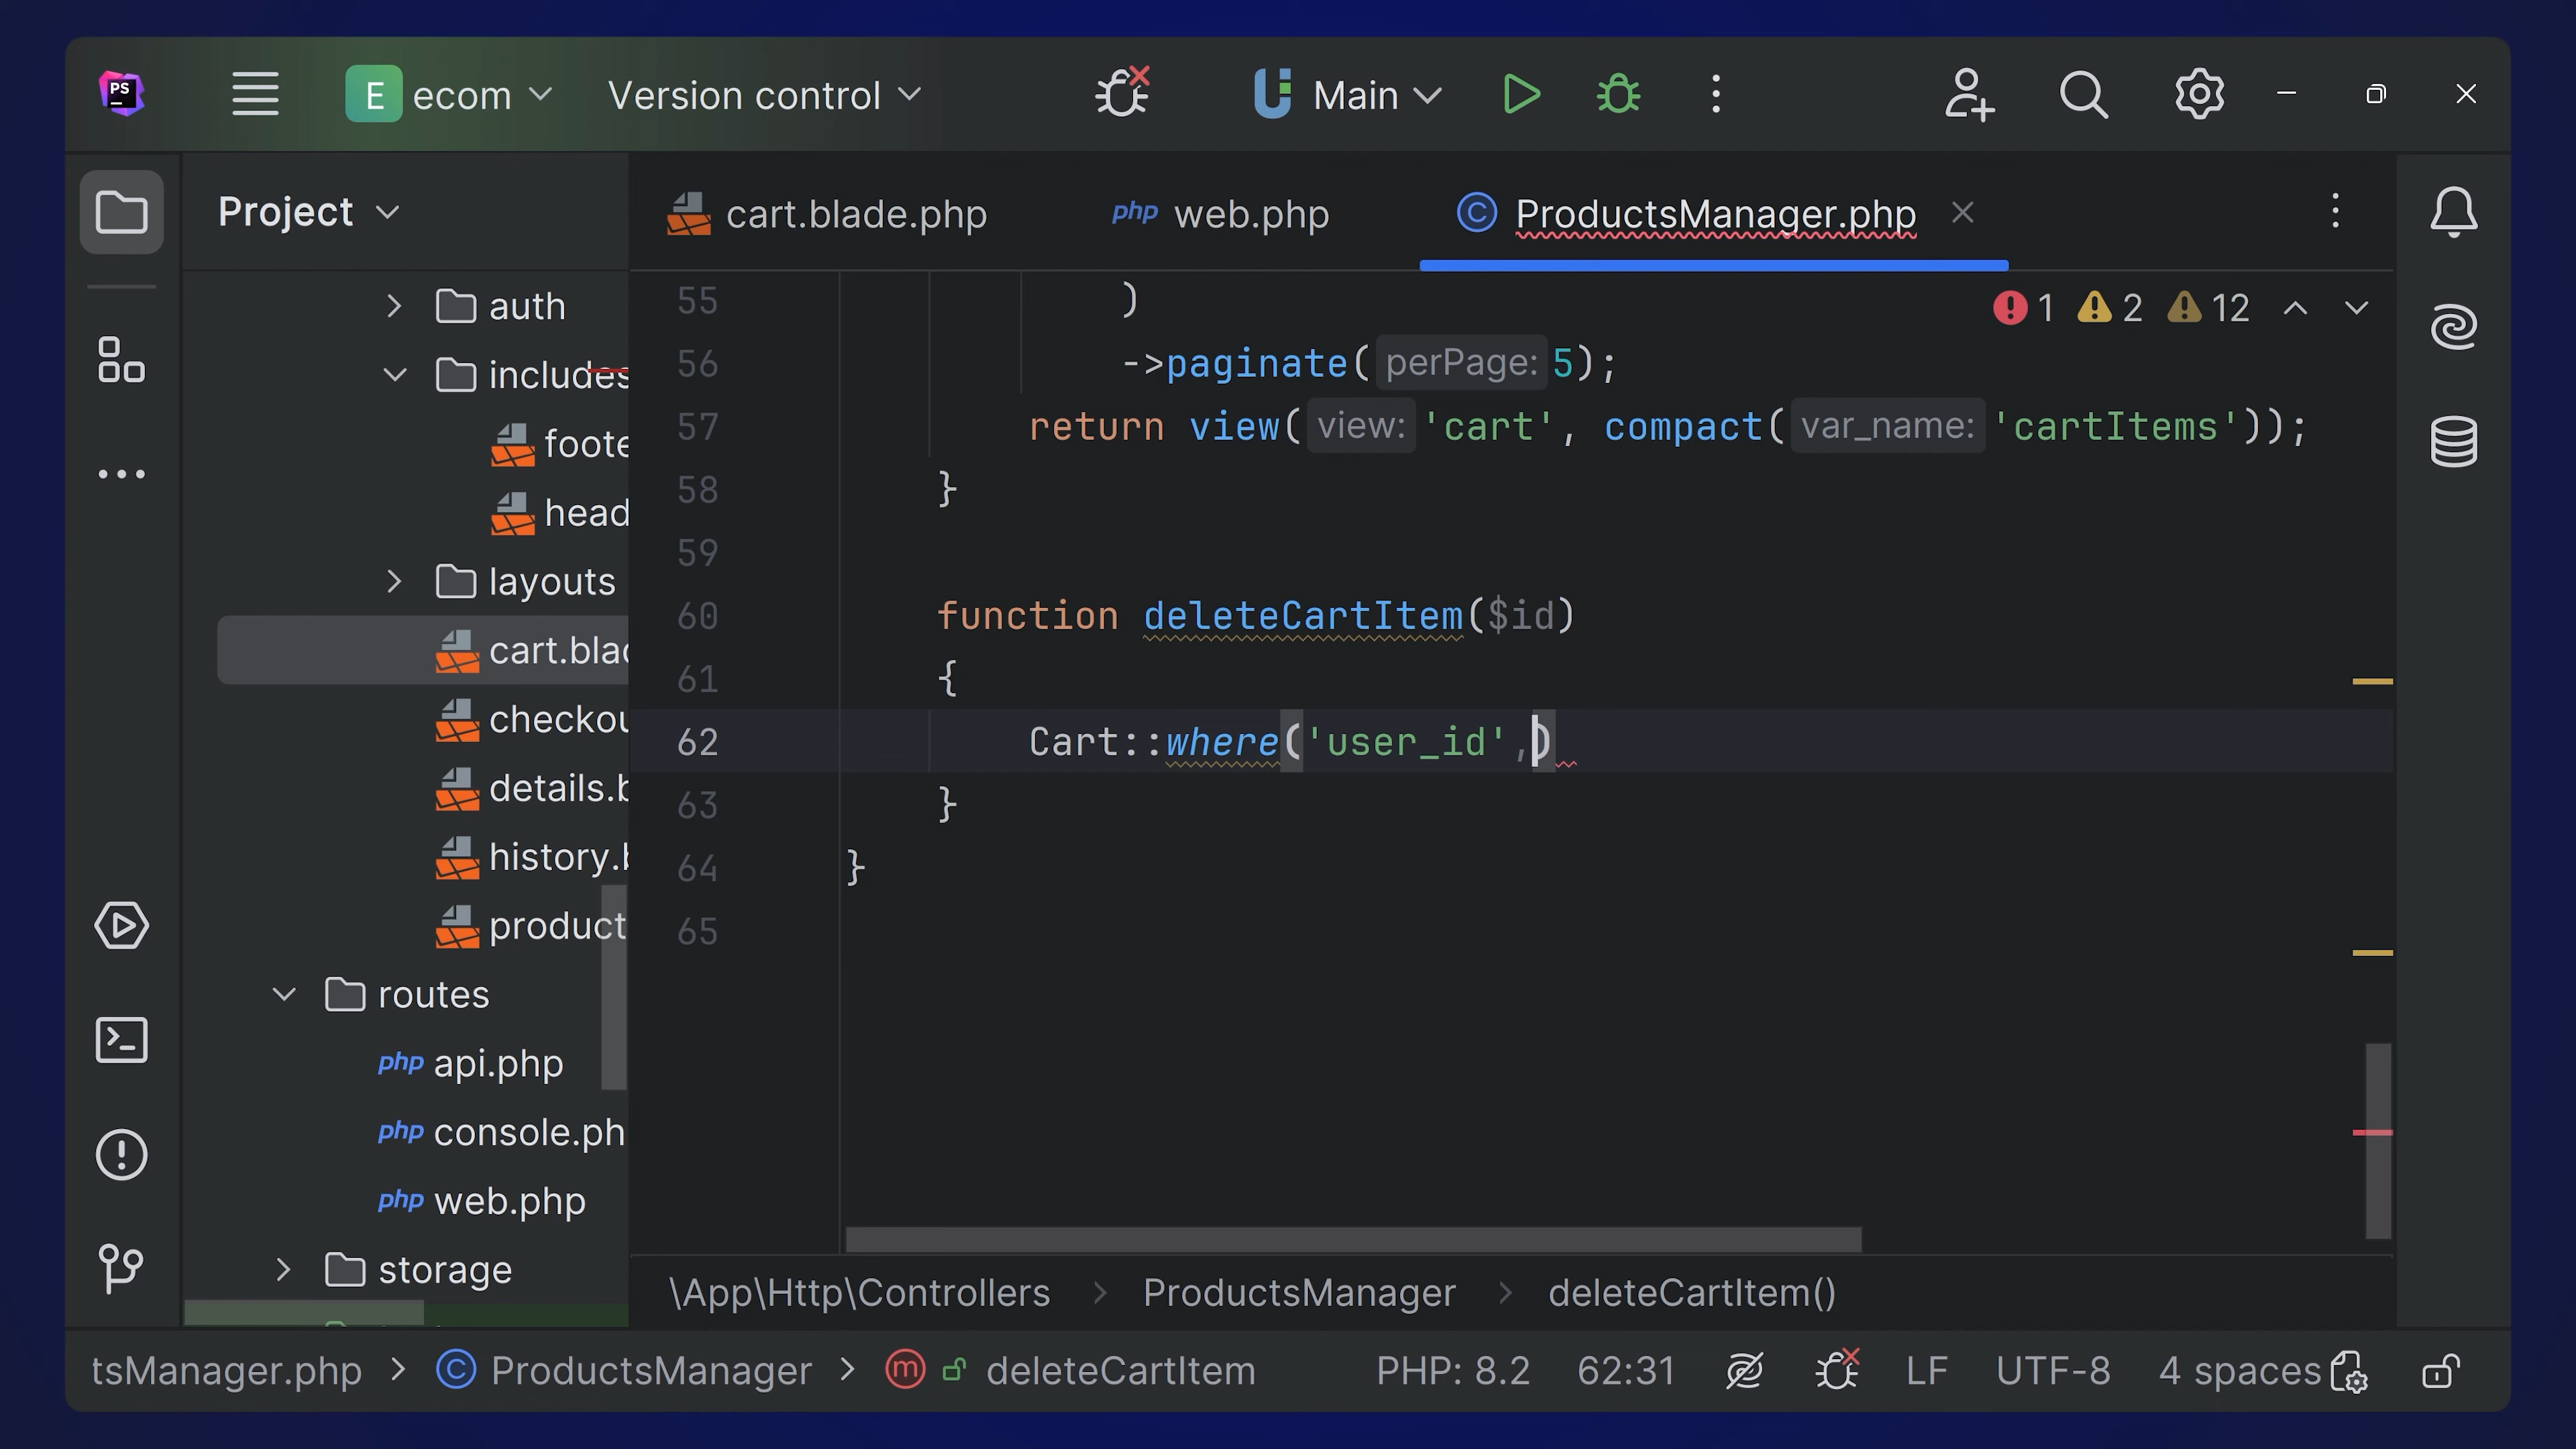 PS
E ecom Version control Main
Project
cart.blade.php php web.php C ProductsManager.php
1 2 12
auth
includes
foote
head
layouts
cart.blad
checkou
details.b
history.b
product
routes
php api.php
php console.ph
php web.php
storage
55 )
56 ->paginate( perPage: 5);
57 return view( view: 'cart', compact( var_name: 'cartItems'));
58 }
59
60 function deleteCartItem($id)
61 {
62 Cart::where('user_id',)
63 }
64 }
65
\App\Http\Controllers > ProductsManager > deleteCartItem()
tsManager.php > C ProductsManager > m deleteCartItem PHP: 8.2 62:31 LF UTF-8 4 spaces